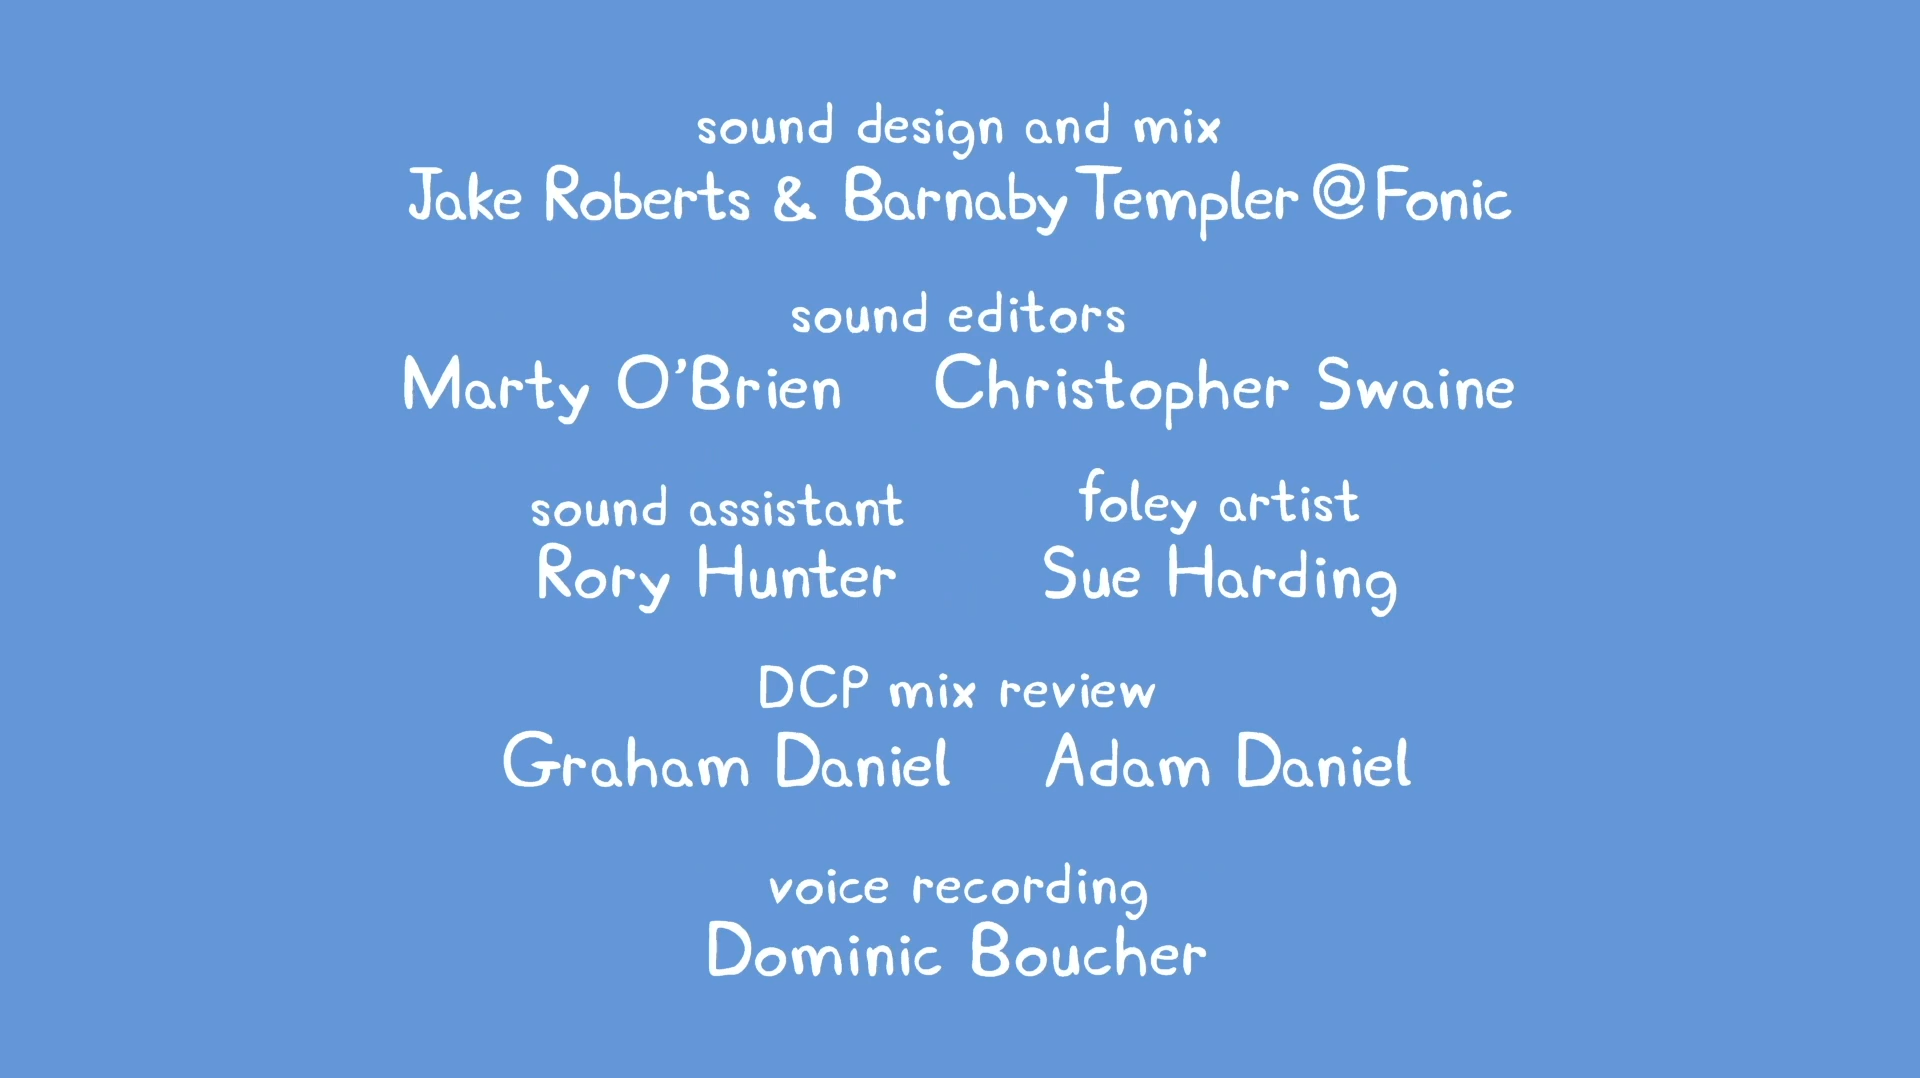 sound design and mix
Jake Roberts & Barnaby Templer @Fonic
sound editors
Marty O'Brien Christopher Swaine
sound assistant foley artist
Rory Hunter Sue Harding
DCP mix review
Graham Daniel Adam Daniel
voice recording
Dominic Boucher